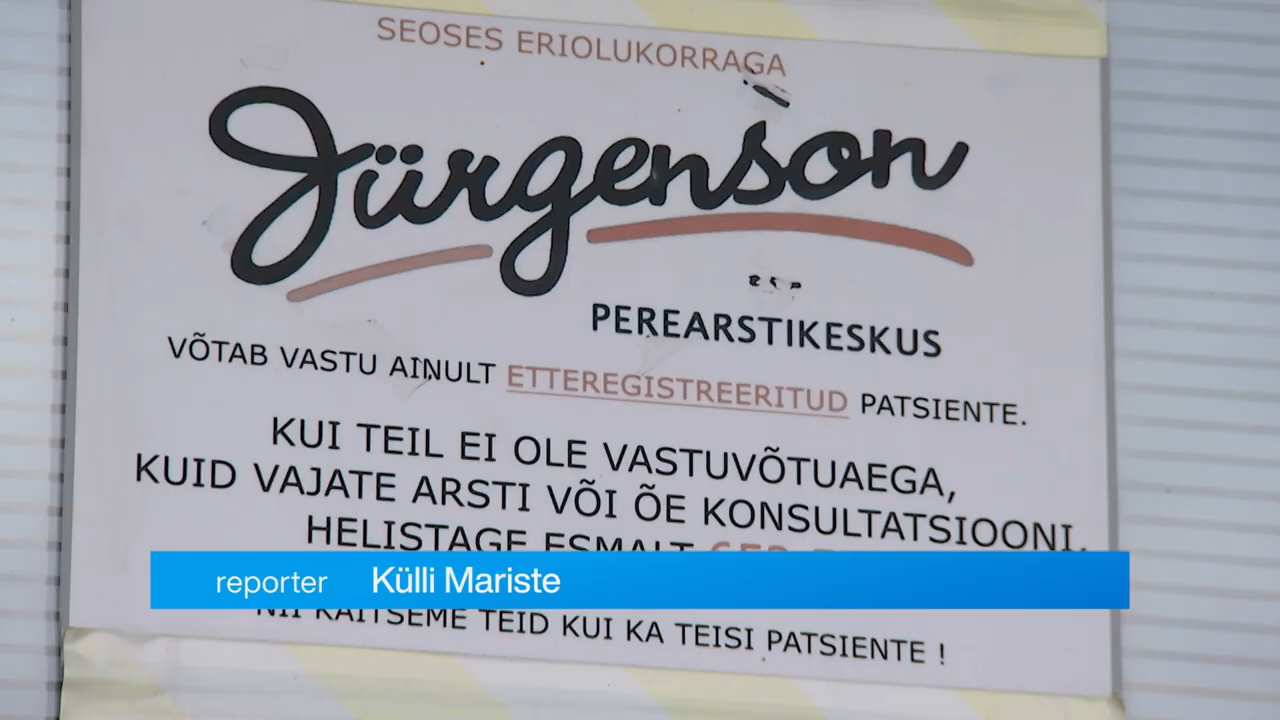 SEOSES ERIOLUKORRAGA
Jürgenson
PEREARSTIKESKUS
VÕTAB VASTU AINULT ETTEREGISTREERITUD PATSIENTE.
KUI TEIL EI OLE VASTUVÕTUAEGA,
KUID VAJATE ARSTI VÕI ÕE KONSULTATSIOONI,
HELISTAGE ESMALT
reporter Külli Mariste
NII KAITSEME TEID KUI KA TEISI PATSIENTE !